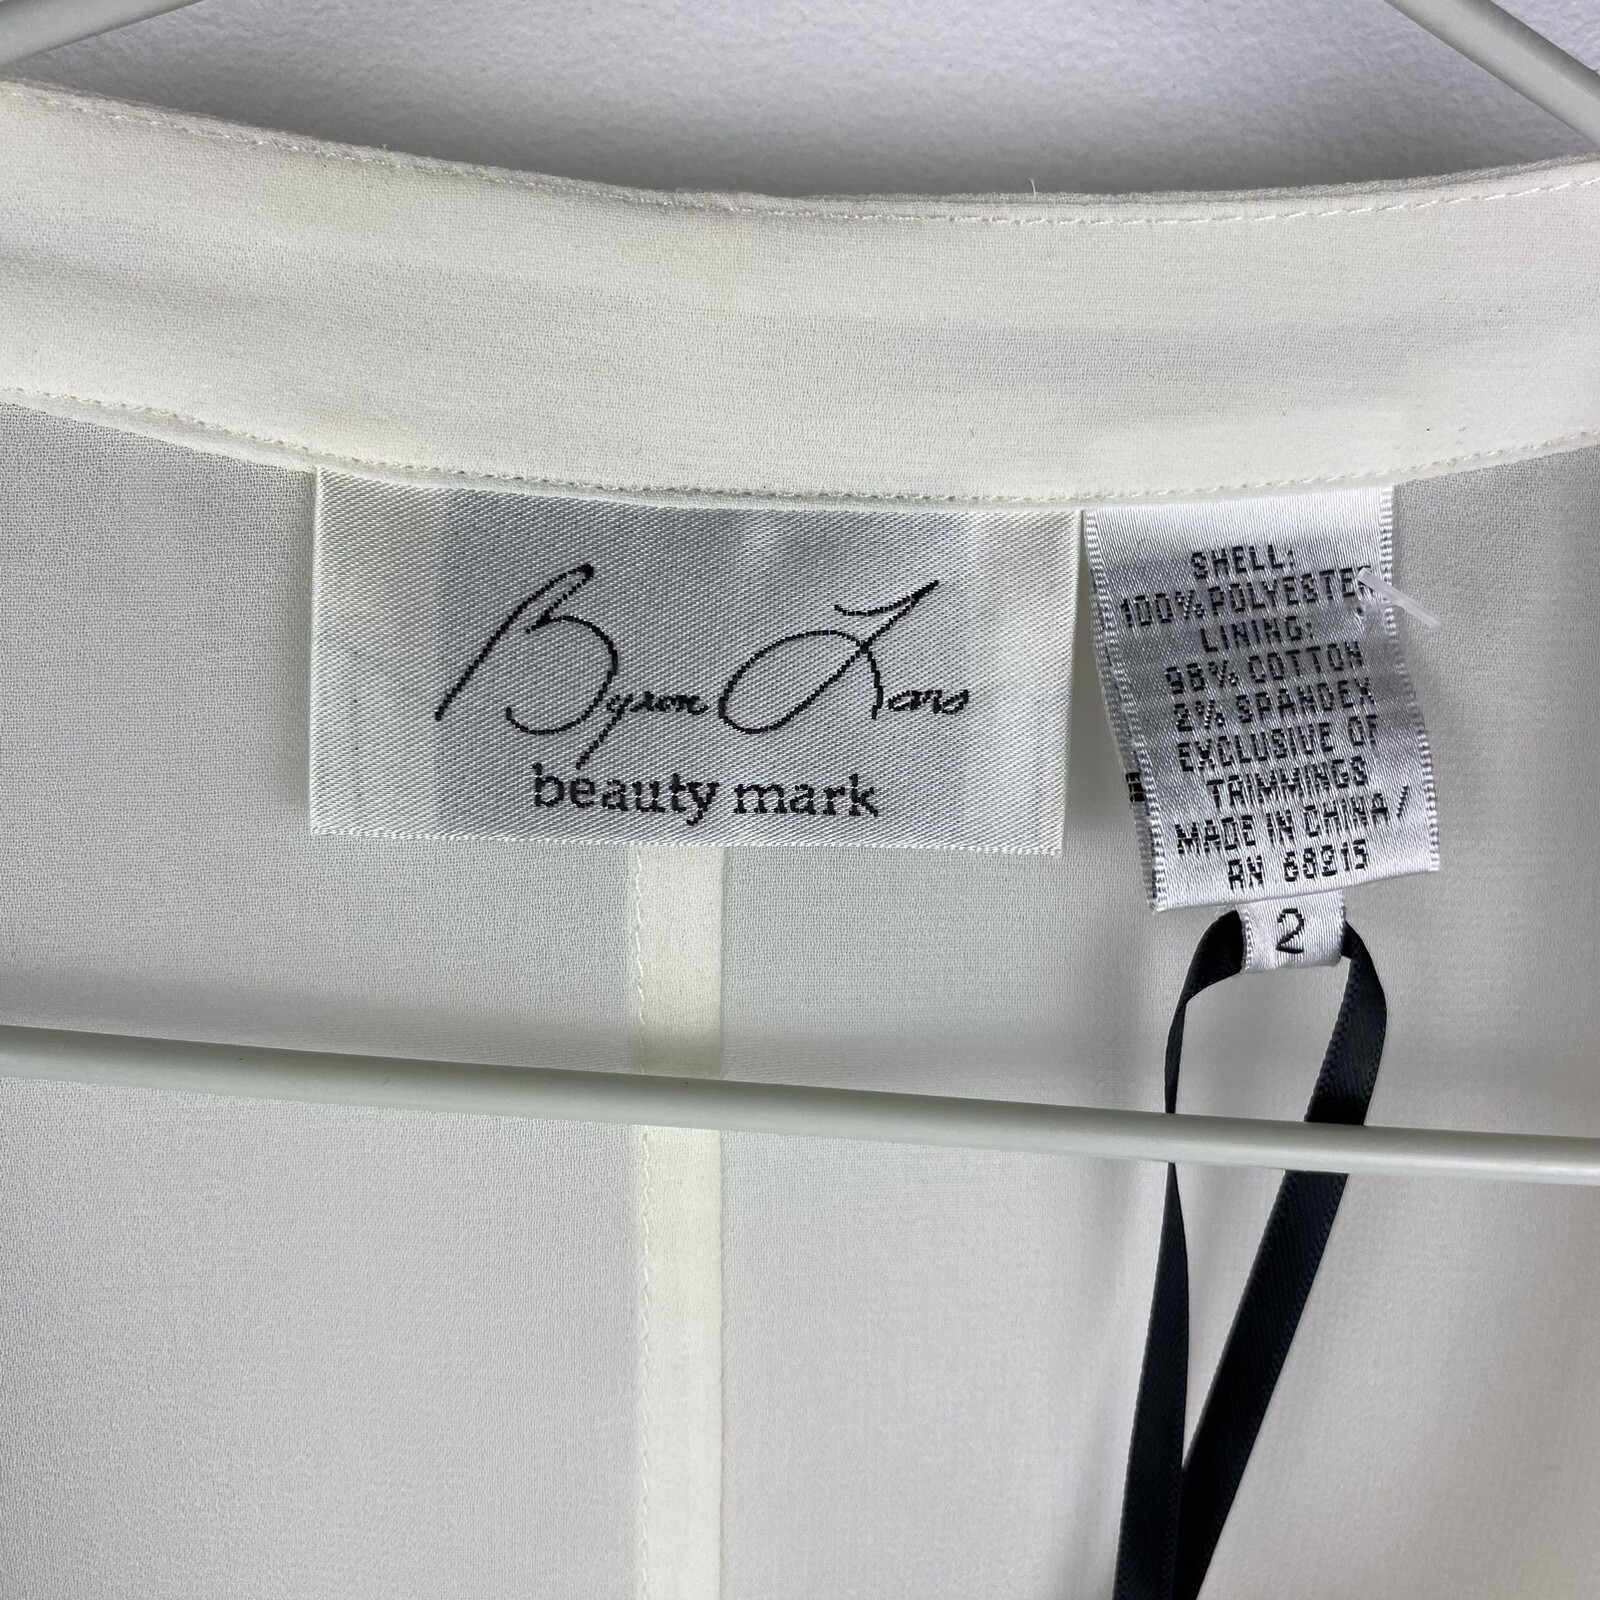 Byron Lars
beauty mark
SHELL:
100% POLYESTER
LINING:
98% COTTON
2% SPANDEX
EXCLUSIVE OF
TRIMMINGS
MADE IN CHINA/
RN 68215
2